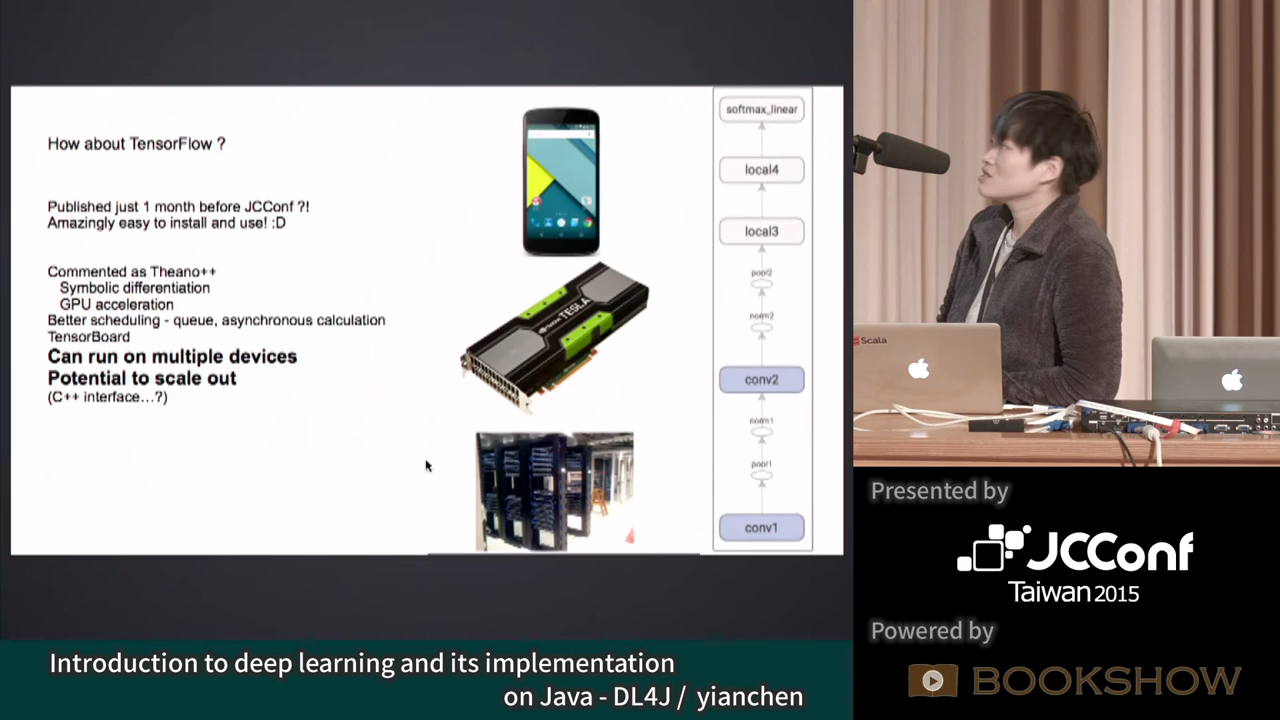 How about TensorFlow ?
Published just 1 month before JCConf ?!
Amazingly easy to install and use! :D
Commented as Theano++
Symbolic differentiation
GPU acceleration
Better scheduling - queue, asynchronous calculation
TensorBoard
Can run on multiple devices
Potential to scale out
(C++ interface...?)
TESLA
softmax_linear
local4
local3
pool2
norm2
conv2
norm1
pool1
conv1
Scala
Presented by
JCConf
Taiwan 2015
Powered by
BOOKSHOW
Introduction to deep learning and its implementation
on Java - DL4J / yianchen